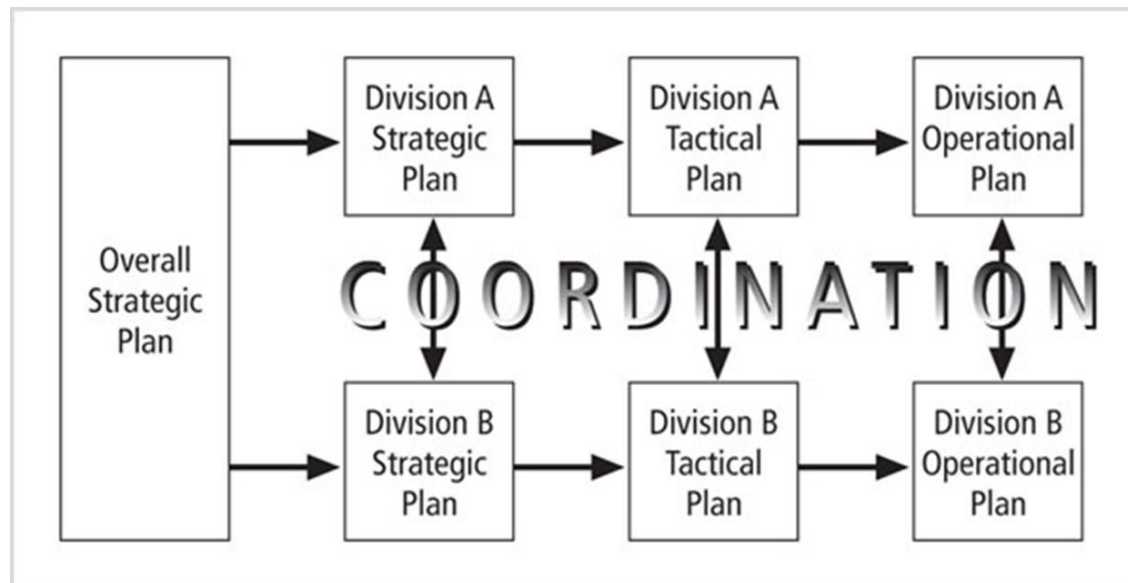 Overall
Strategic
Plan
Division A
Strategic
Plan
Division A
Tactical
Plan
Division A
Operational
Plan
COORDINATION
Division B
Strategic
Plan
Division B
Tactical
Plan
Division B
Operational
Plan